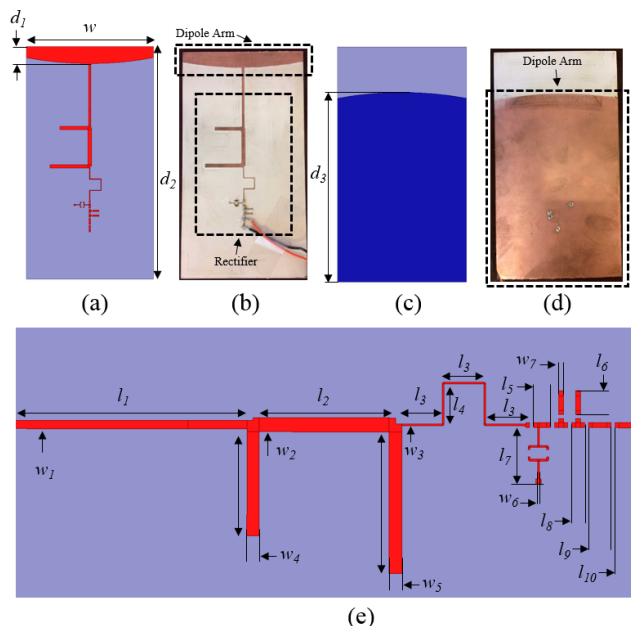 d1
w
d2
(a)
Dipole Arm
Rectifier
(b)
d3
(c)
Dipole Arm
(d)
l1
l2
l3
l3
l4
l3
w7
l5
l6
w1
w2
w3
l7
w4
w5
w6
l8
l9
l10
(e)